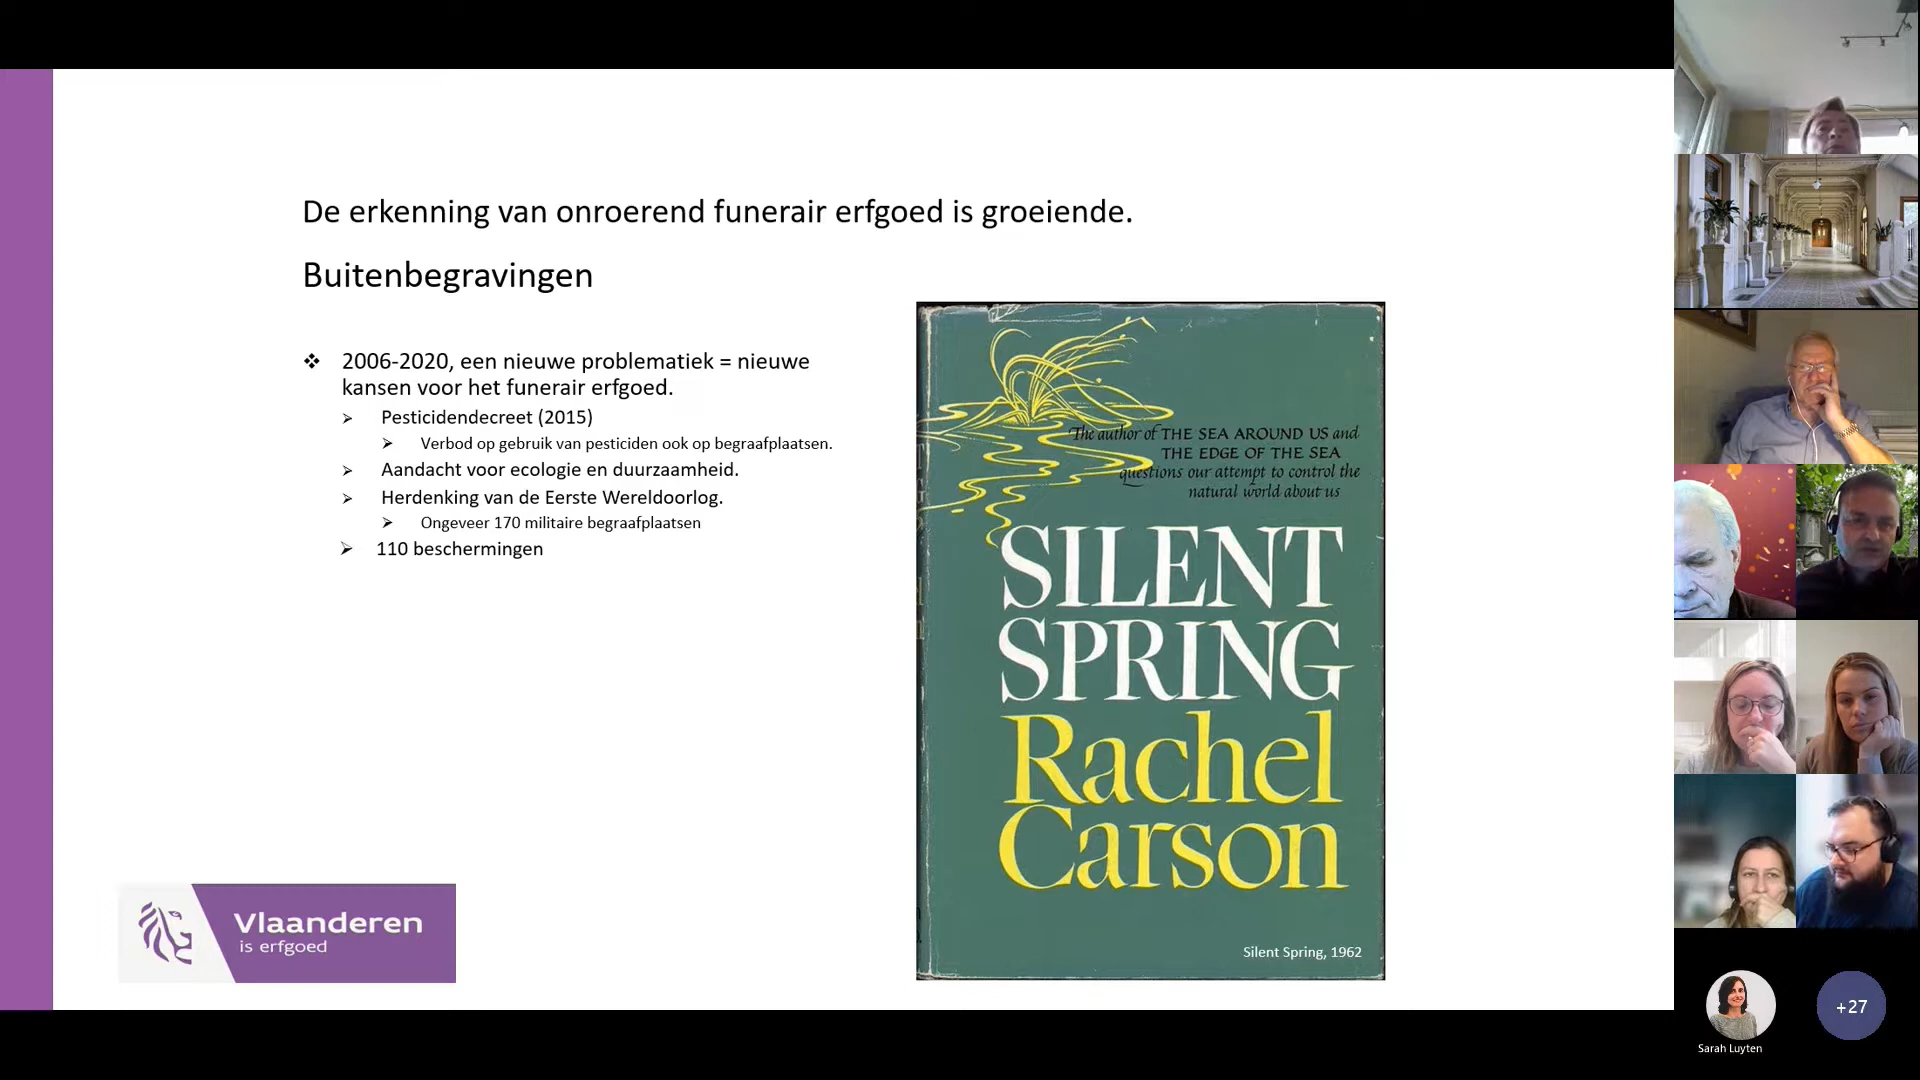 De erkenning van onroerend funerair erfgoed is groeiende.
Buitenbegravingen
❖ 2006-2020, een nieuwe problematiek = nieuwe
kansen voor het funerair erfgoed.
➢ Pesticidendecreet (2015)
➢ Verbod op gebruik van pesticiden ook op begraafplaatsen.
➢ Aandacht voor ecologie en duurzaamheid.
➢ Herdenking van de Eerste Wereldoorlog.
➢ Ongeveer 170 militaire begraafplaatsen
➢ 110 beschermingen
The author of THE SEA AROUND US and
THE EDGE OF THE SEA
questions our attempt to control the
natural world about us
SILENT
SPRING
Rachel
Carson
Silent Spring, 1962
Vlaanderen
is erfgoed
+27
Sarah Luyten